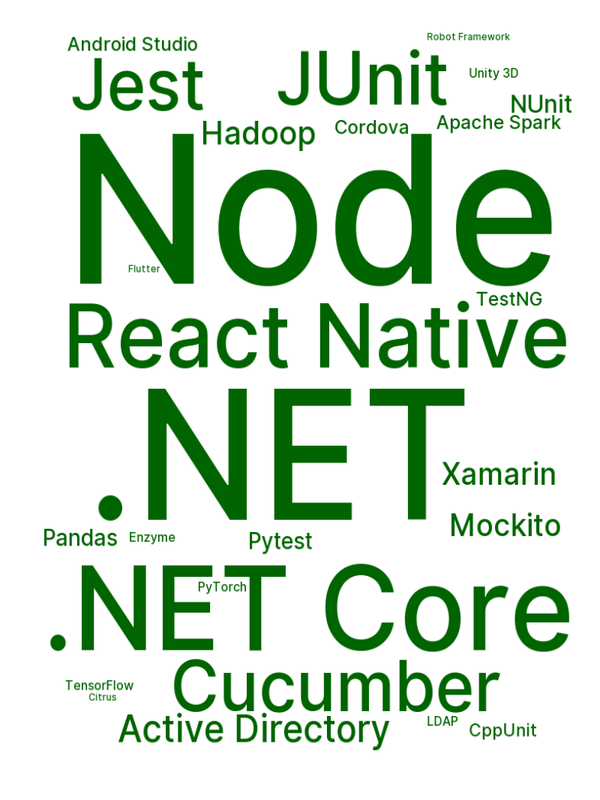 Robot Framework
Android Studio
Jest
JUnit
Unity 3D
NUnit
Hadoop
Cordova
Apache Spark
Node
Flutter
TestNG
React Native
.NET
Xamarin
Mockito
Pandas
Enzyme
Pytest
.NET Core
PyTorch
Cucumber
TensorFlow
Citrus
Active Directory
LDAP
CppUnit